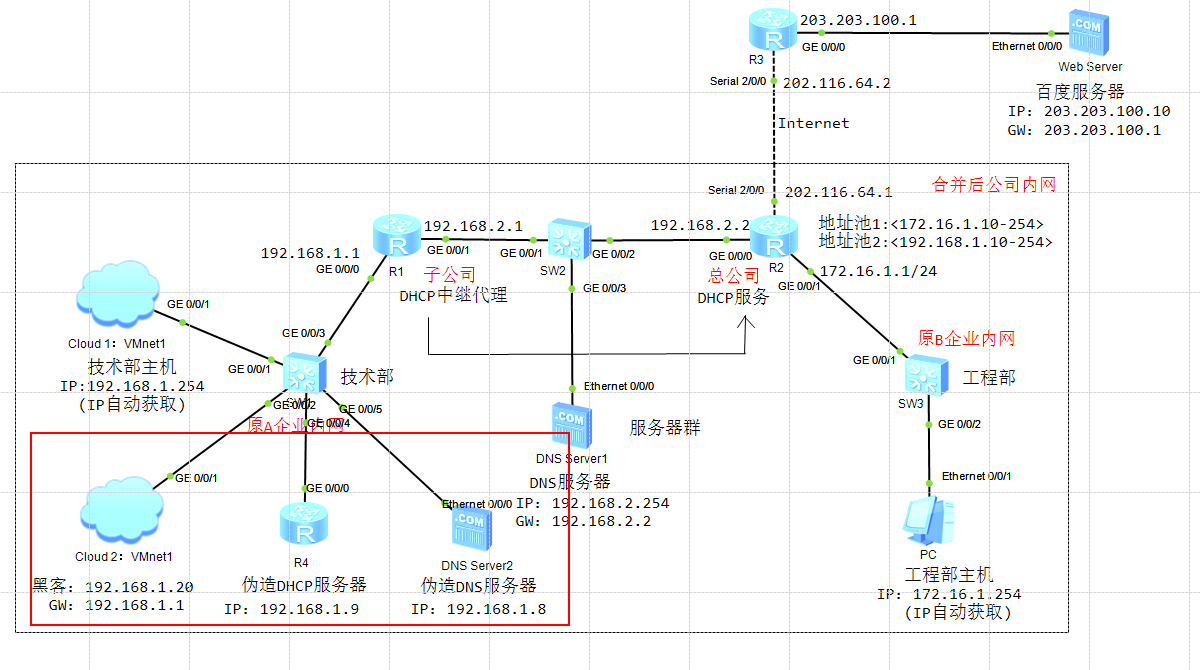 203.203.100.1
GE 0/0/0
Ethernet 0/0/0
R
.COM
R3
Web Server
Serial 2/0/0
202.116.64.2
百度服务器
IP: 203.203.100.10
GW: 203.203.100.1
Internet
合并后公司内网
Serial 2/0/0
202.116.64.1
地址池1:<172.16.1.10-254>
地址池2:<192.168.1.10-254>
R
R2
192.168.2.2
GE 0/0/0
总公司
DHCP服务
172.16.1.1/24
GE 0/0/1
192.168.2.1
GE 0/0/1
GE 0/0/1
SW2
GE 0/0/2
GE 0/0/3
192.168.1.1
GE 0/0/0
R
R1
子公司
DHCP中继代理
GE 0/0/1
Cloud 1: VMnet1
技术部主机
IP:192.168.1.254
(IP自动获取)
GE 0/0/3
GE 0/0/1
技术部
SW1
GE 0/0/2
GE 0/0/5
GE 0/0/4
原A企业内网
Ethernet 0/0/0
.COM
服务器群
DNS Server1
DNS服务器
IP: 192.168.2.254
GW: 192.168.2.2
原B企业内网
GE 0/0/1
工程部
SW3
GE 0/0/2
Ethernet 0/0/1
PC
工程部主机
IP: 172.16.1.254
(IP自动获取)
GE 0/0/1
Cloud 2: VMnet1
黑客: 192.168.1.20
GW: 192.168.1.1
GE 0/0/0
R
R4
伪造DHCP服务器
IP: 192.168.1.9
Ethernet 0/0/0
.COM
DNS Server2
伪造DNS服务器
IP: 192.168.1.8